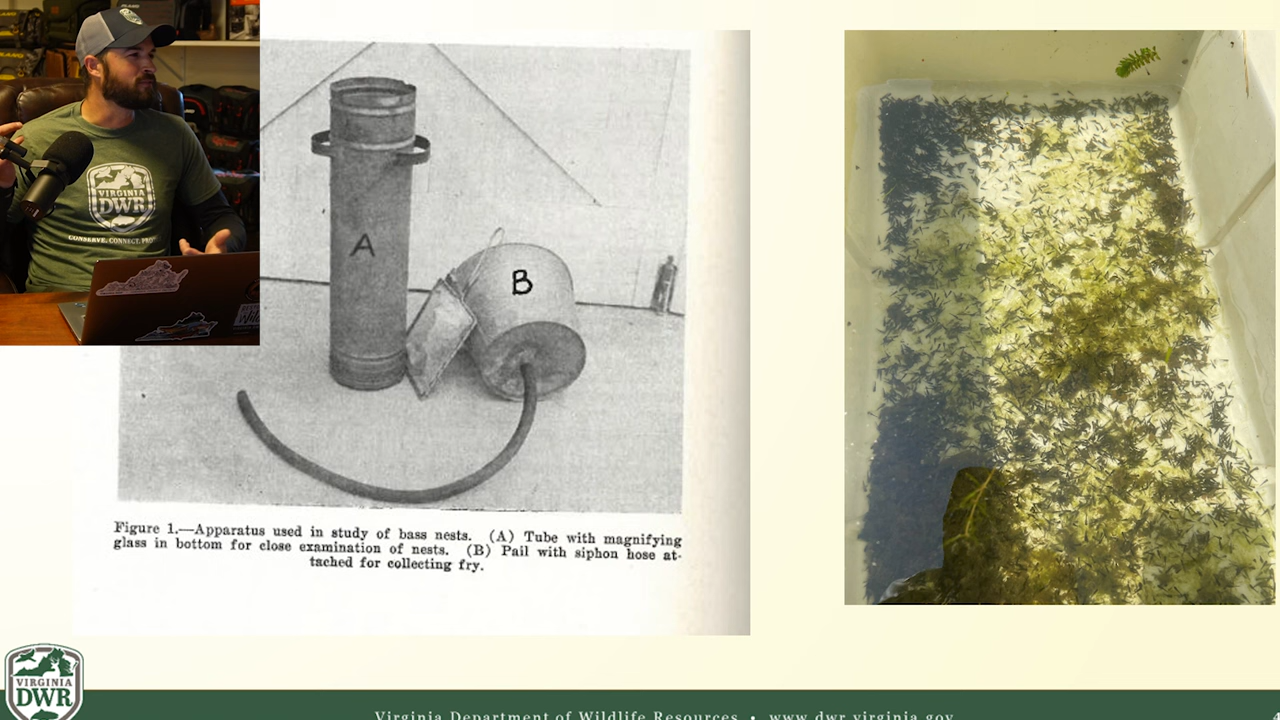 VIRGINIA
DWR
CONSERVE. CONNECT. PRO
A
B
Figure 1.—Apparatus used in study of bass nests. (A) Tube with magnifying
glass in bottom for close examination of nests. (B) Pail with siphon hose at-
tached for collecting fry.
VIRGINIA
DWR
Virginia Department of Wildlife Resources • www.dwr.virginia.gov